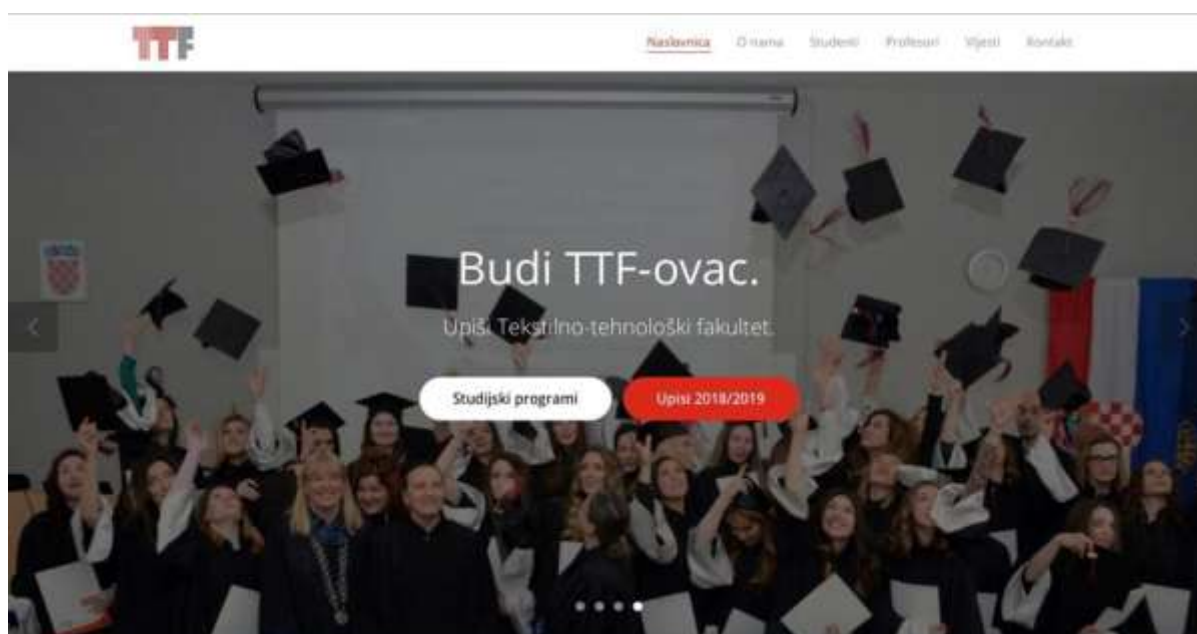 TTF
Naslovnica O nama Studenti Profesori Vijesti Kontakt
Budi TTF-ovac.
Upiši Tekstilno-tehnološki fakultet.
Studijski programi
Upisi 2018/2019